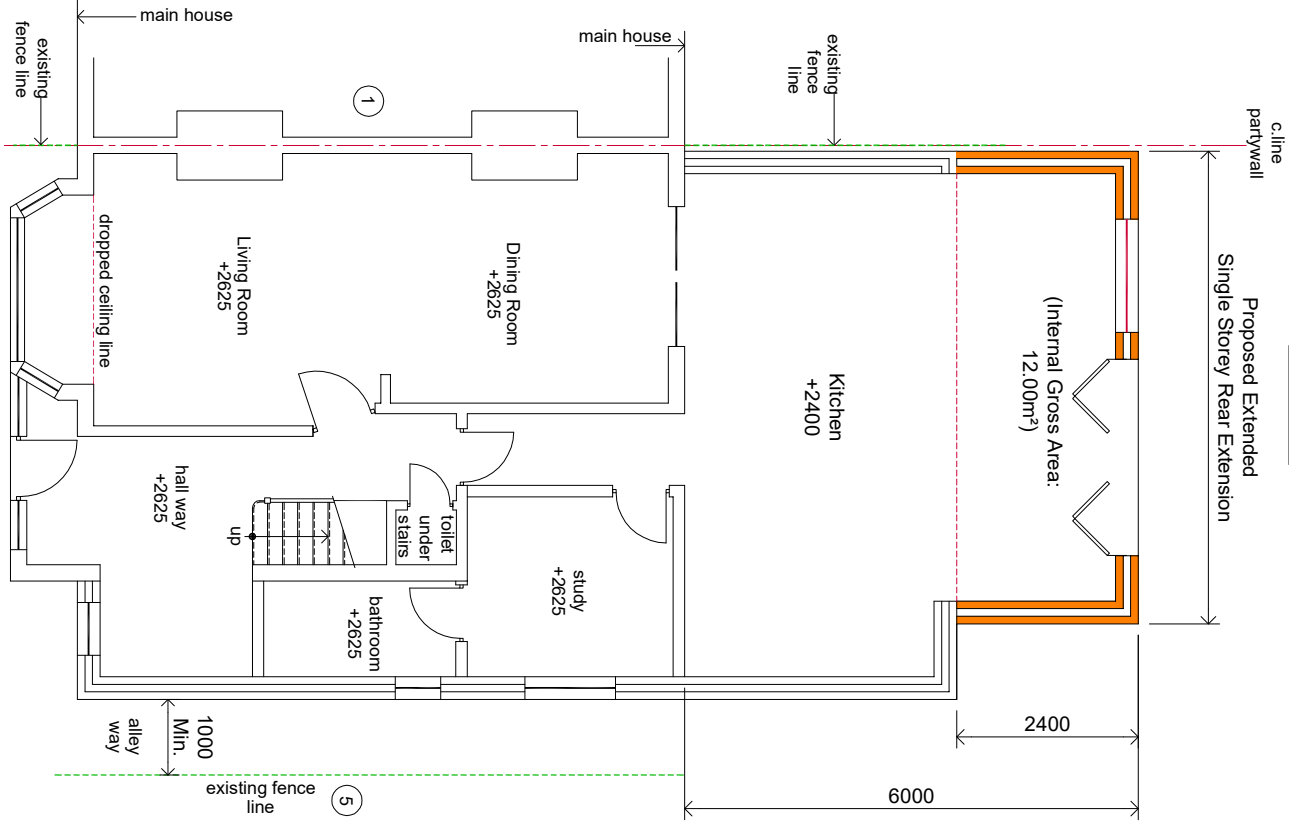 main house
main house
existing
fence line
existing
fence
line
c.line
partywall
1
Proposed Extended
Single Storey Rear Extension
dropped ceiling line
Living Room
+2625
Dining Room
+2625
Kitchen
+2400
(Internal Gross Area:
12.00m²)
hall way
+2625
up
toilet
under
stairs
study
+2625
bathroom
+2625
1000
Min.
alley
way
existing fence
line
5
2400
6000